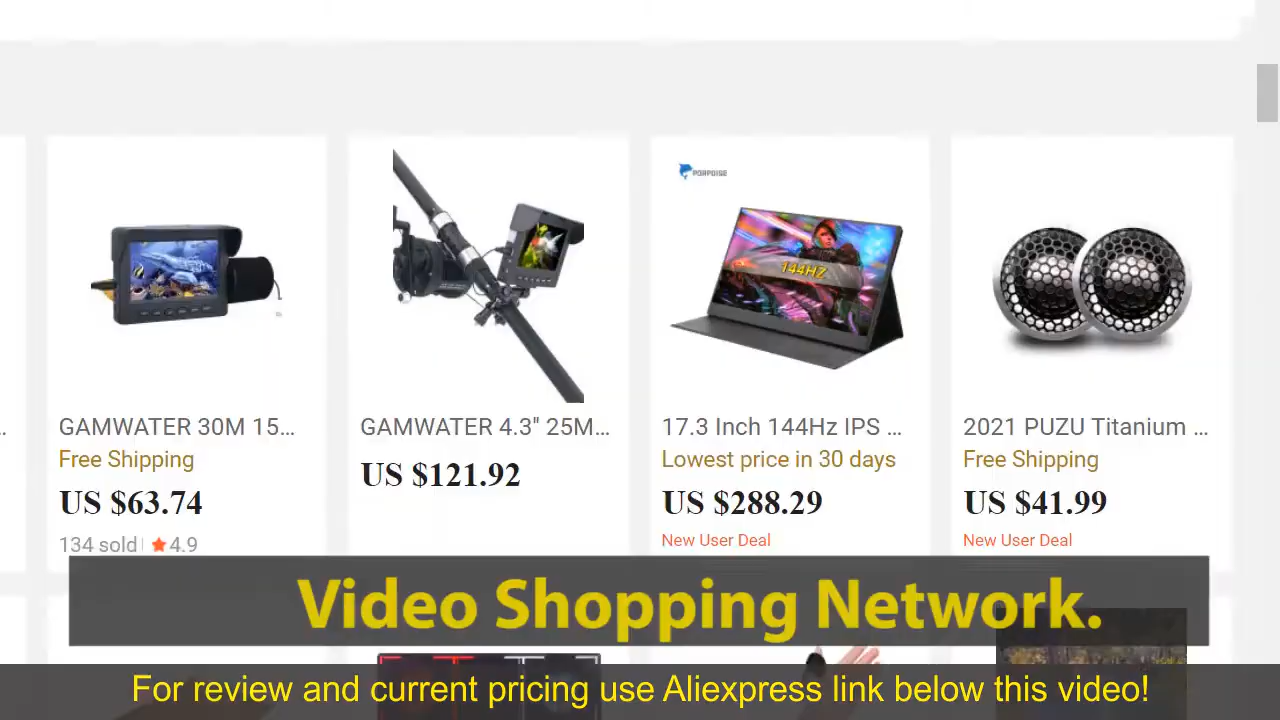 PORPOISE
144HZ
GAMWATER 30M 15...
Free Shipping
US $63.74
134 sold
4.9
GAMWATER 4.3" 25M...
US $121.92
17.3 Inch 144Hz IPS ...
Lowest price in 30 days
US $288.29
New User Deal
2021 PUZU Titanium ...
Free Shipping
US $41.99
New User Deal
Video Shopping Network.
For review and current pricing use Aliexpress link below this video!